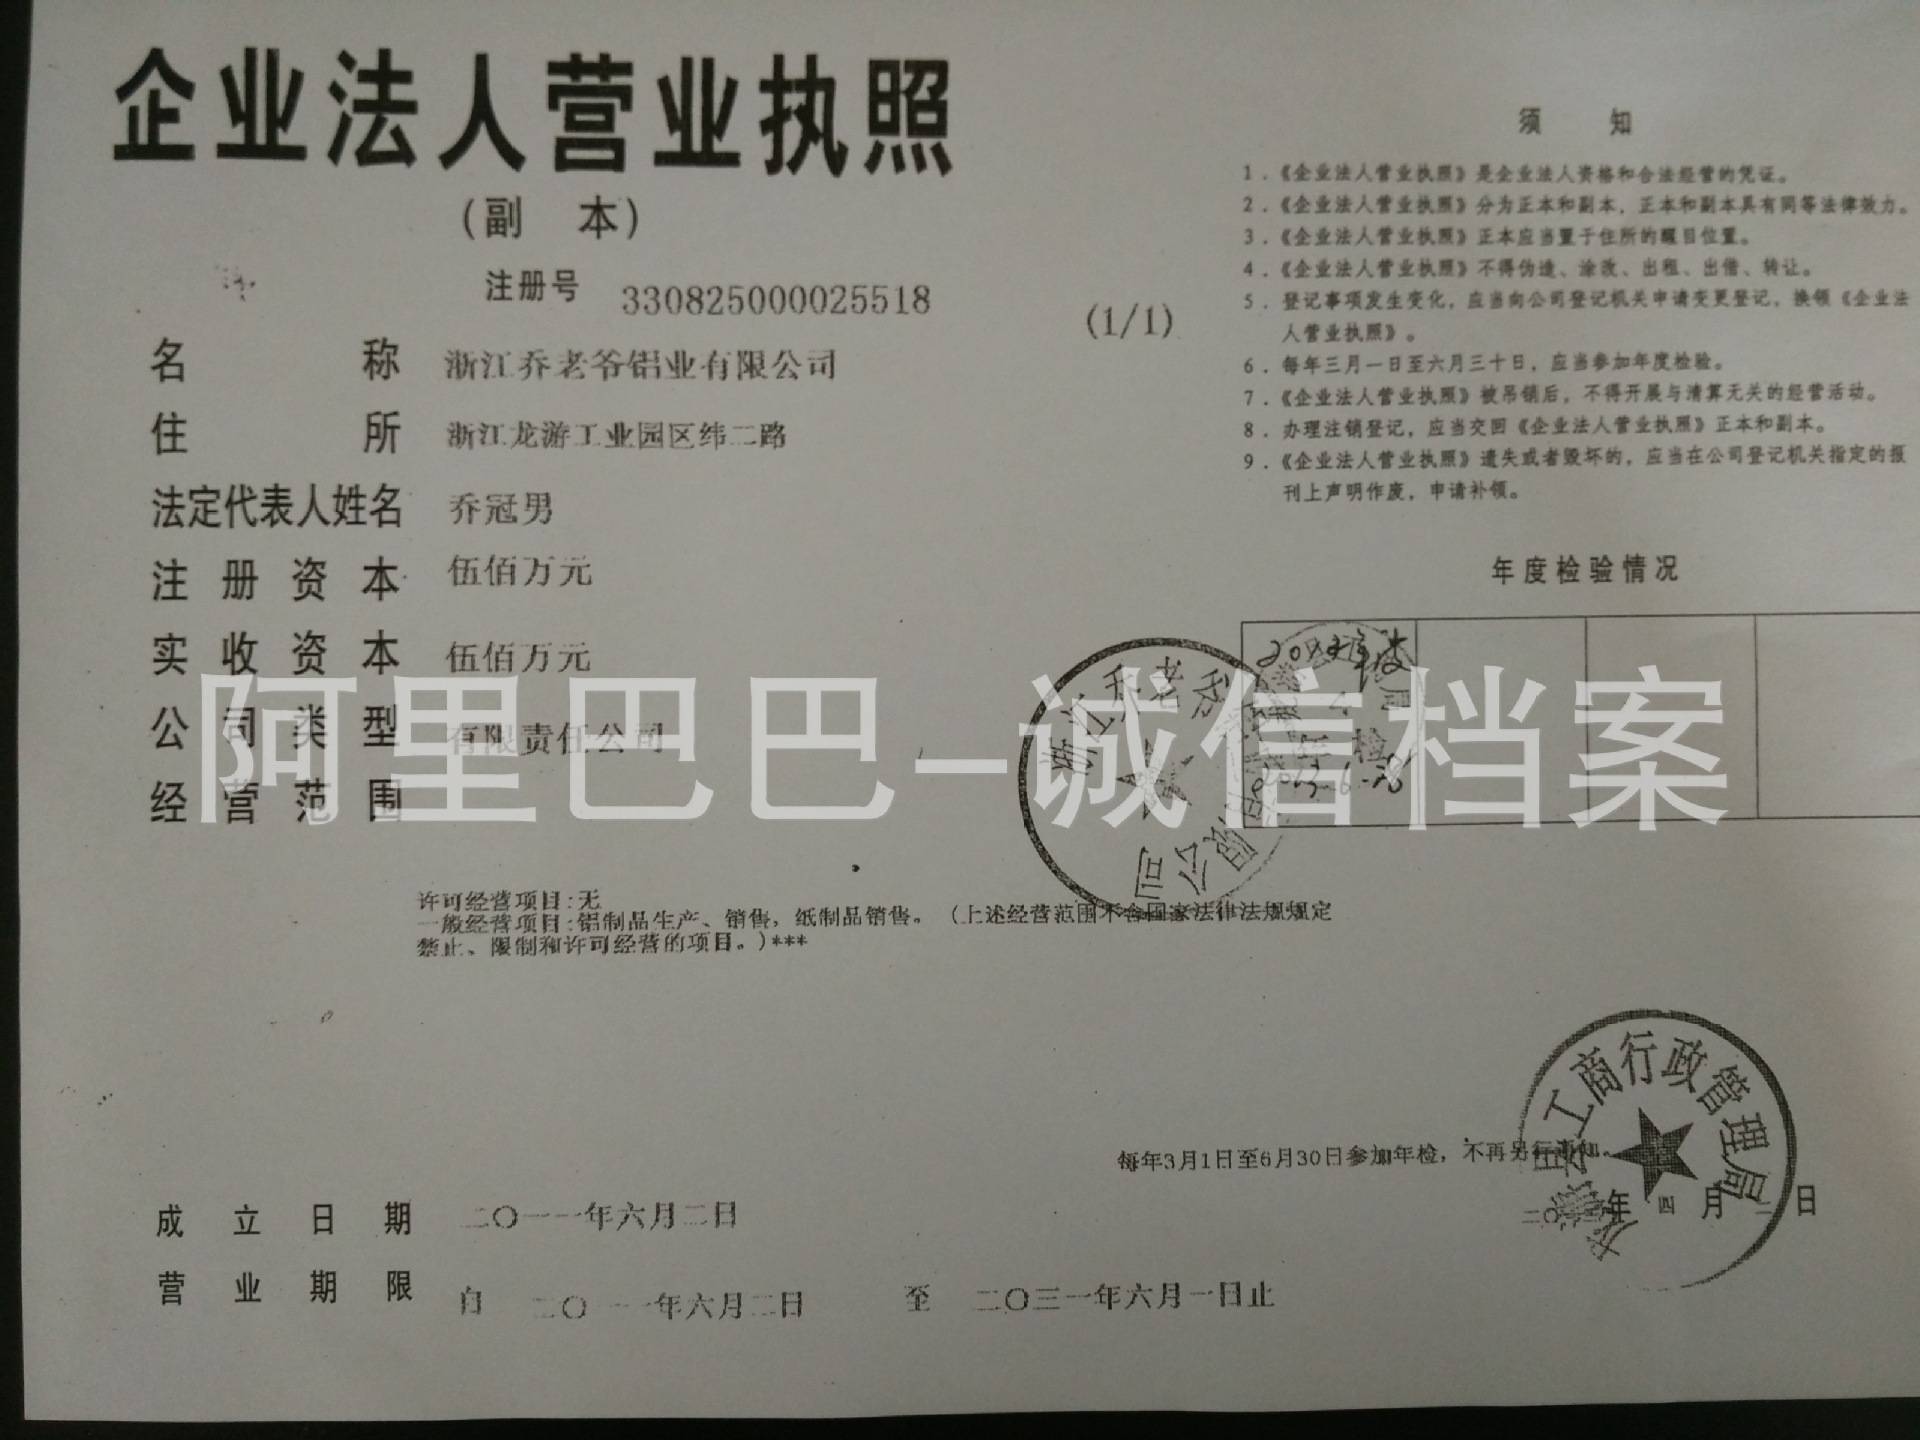 企业法人营业执照
(副 本)
注册号 330825000025518
(1/1)
名称 浙江乔老爷铝业有限公司
住所 浙江龙游工业园区纬二路
法定代表人姓名 乔冠男
注册资本 伍佰万元
实收资本 伍佰万元
公司类型 有限责任公司
经营范围
许可经营项目:无
一般经营项目:铝制品生产、销售,纸制品销售。(上述经营范围不含国家法律法规规定
禁止、限制和许可经营的项目。)***
成立日期 二〇一一年六月二日
营业期限 自 二〇一一年六月二日 至 二〇三一年六月一日止
须 知
1.《企业法人营业执照》是企业法人资格和合法经营的凭证。
2.《企业法人营业执照》分为正本和副本,正本和副本具有同等法律效力。
3.《企业法人营业执照》正本应当置于住所的醒目位置。
4.《企业法人营业执照》不得伪造、涂改、出租、出借、转让。
5.登记事项发生变化,应当向公司登记机关申请变更登记,换领《企业法
人营业执照》。
6.每年三月一日至六月三十日,应当参加年度检验。
7.《企业法人营业执照》被吊销后,不得开展与清算无关的经营活动。
8.办理注销登记,应当交回《企业法人营业执照》正本和副本。
9.《企业法人营业执照》遗失或者毁坏的,应当在公司登记机关指定的报
刊上声明作废,申请补领。
年度检验情况
浙江乔老爷 限公司
每年3月1日至6月30日参加年检,不再另行通知。
工商行政管理局
年 四 月 日
阿里巴巴–诚信档案